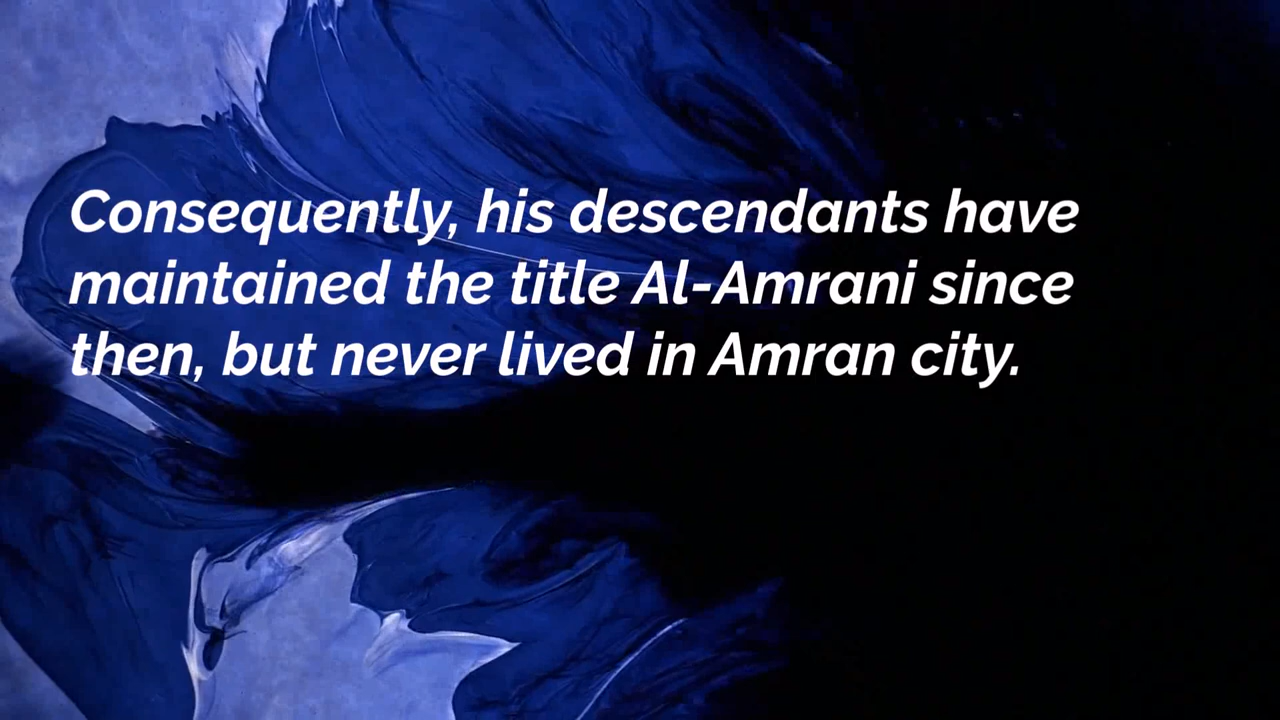 Consequently, his descendants have
maintained the title Al-Amrani since
then, but never lived in Amran city.